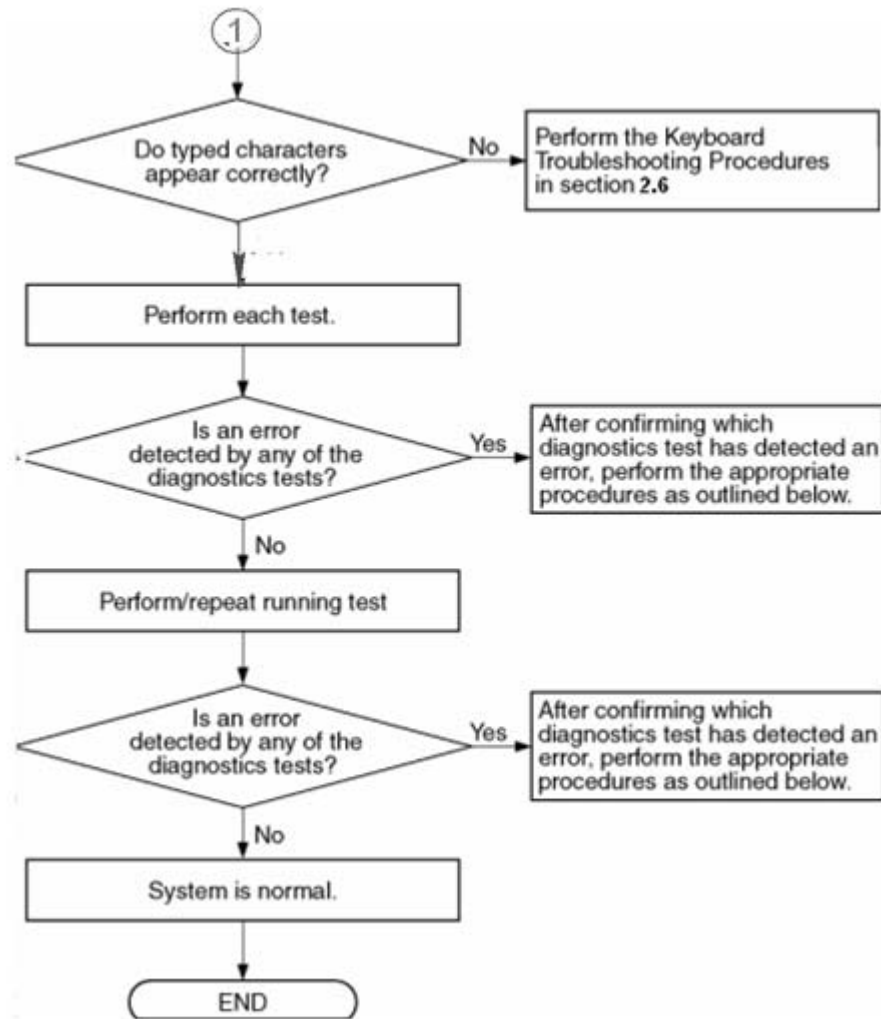 1
Do typed characters
appear correctly?
No
Perform the Keyboard
Troubleshooting Procedures
in section 2.6
Perform each test.
Is an error
detected by any of the
diagnostics tests?
Yes
After confirming which
diagnostics test has detected an
error, perform the appropriate
procedures as outlined below.
No
Perform/repeat running test
Is an error
detected by any of the
diagnostics tests?
Yes
After confirming which
diagnostics test has detected an
error, perform the appropriate
procedures as outlined below.
No
System is normal.
END